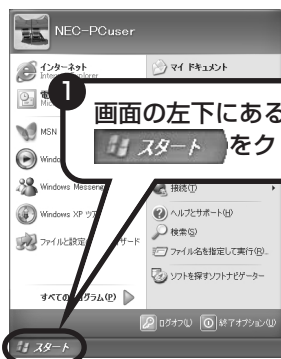 NEC-PCuser
インターネット
Internet Explorer
マイ ドキュメント
❶
画面の左下にある
スタート をク
MSN
Windows Messenger
接続(T)
Windows XP
ヘルプとサポート(H)
検索(S)
ファイルと設定
ファイル名を指定して実行(R)...
ソフトを探すソフトナビゲーター
すべてのプログラム(P)
ログオフ(L)
終了オプション(U)
スタート